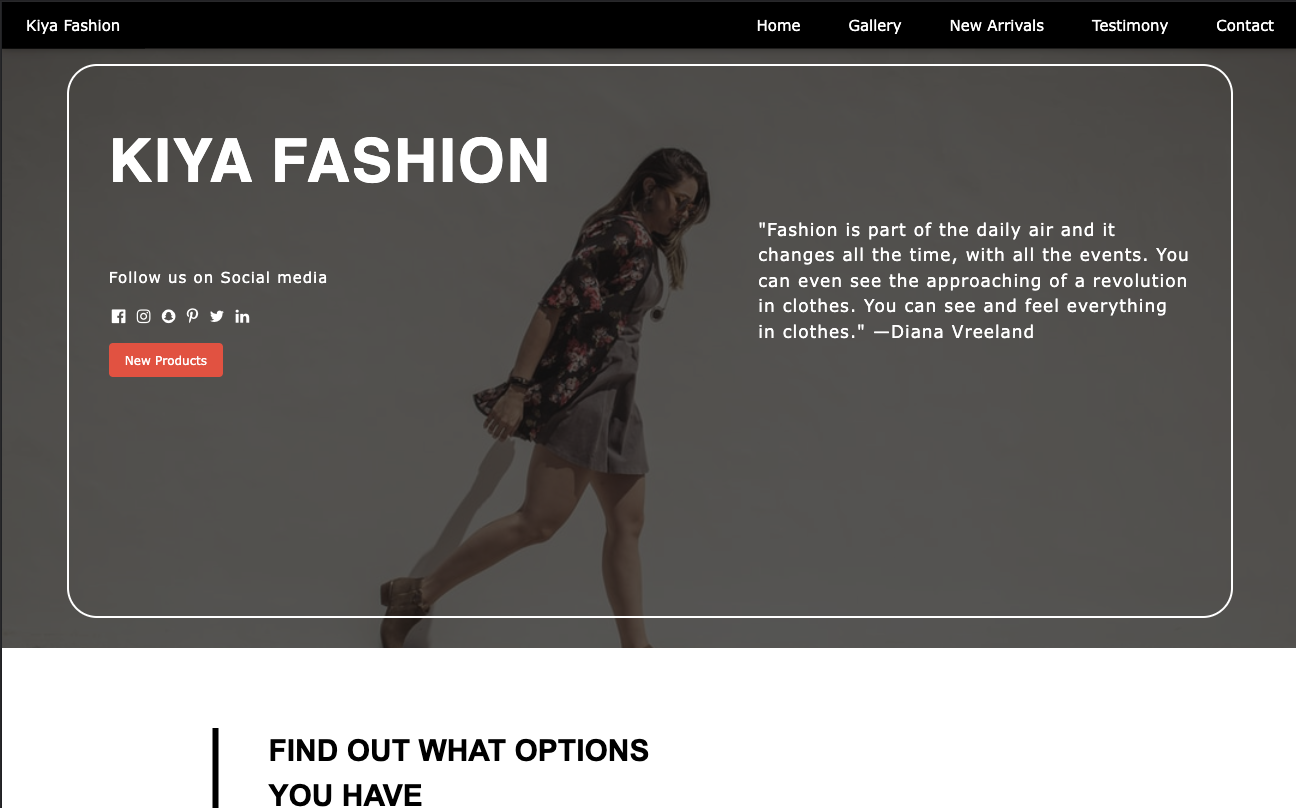 Kiya Fashion
Home Gallery New Arrivals Testimony Contact
KIYA FASHION
Follow us on Social media
New Products
"Fashion is part of the daily air and it
changes all the time, with all the events. You
can even see the approaching of a revolution
in clothes. You can see and feel everything
in clothes." —Diana Vreeland
FIND OUT WHAT OPTIONS
YOU HAVE